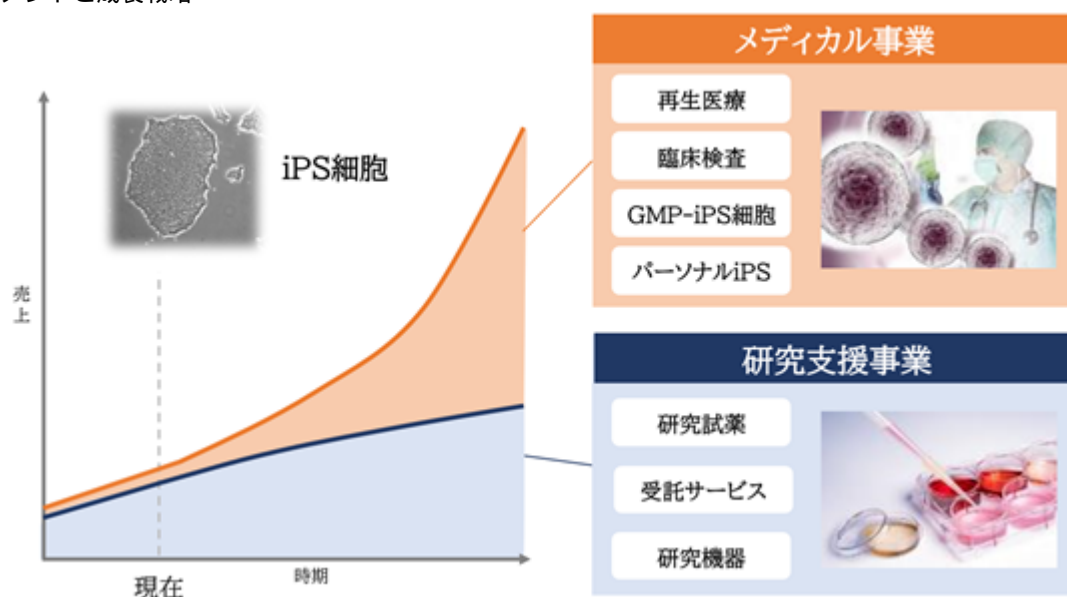 メディカル事業
再生医療
臨床検査
GMP-iPS細胞
パーソナルiPS
iPS細胞
売上
研究支援事業
研究試薬
受託サービス
研究機器
時期
現在